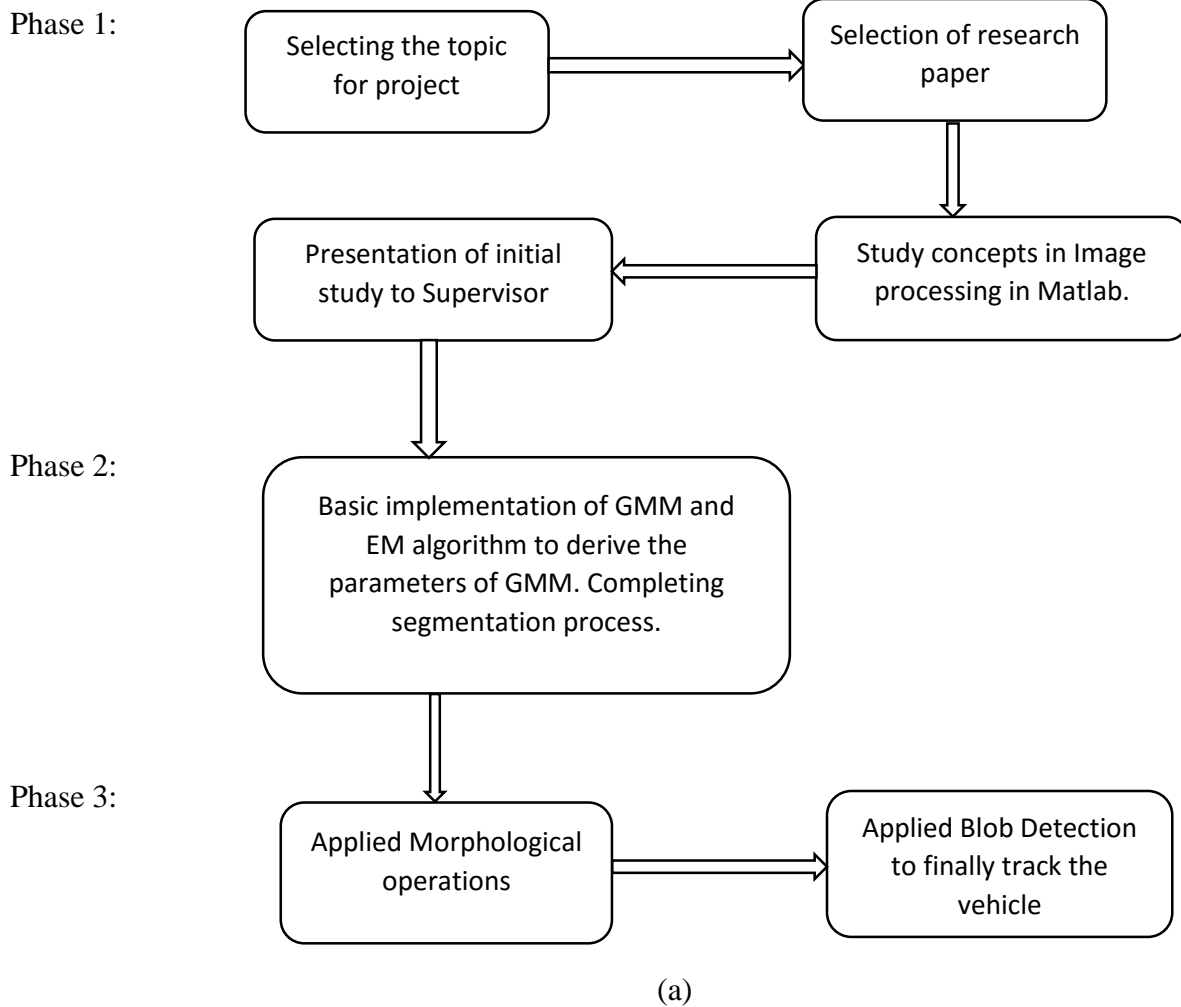 Phase 1:
Selecting the topic
for project
Selection of research
paper
Study concepts in Image
processing in Matlab.
Presentation of initial
study to Supervisor
Phase 2:
Basic implementation of GMM and
EM algorithm to derive the
parameters of GMM. Completing
segmentation process.
Phase 3:
Applied Morphological
operations
Applied Blob Detection
to finally track the
vehicle
(a)